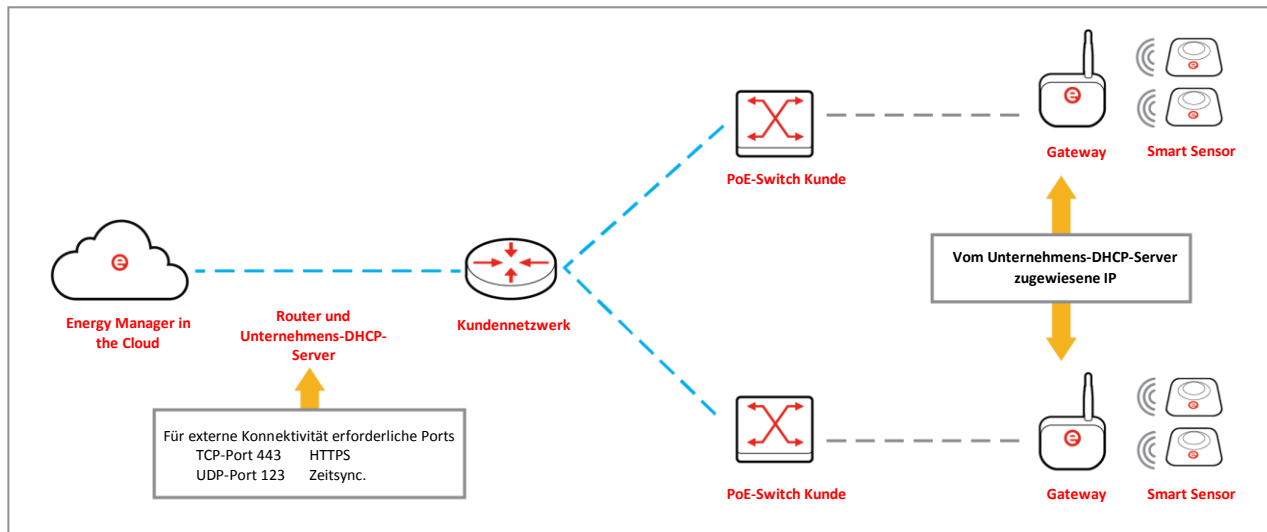 Gateway
Smart Sensor
PoE-Switch Kunde
Vom Unternehmens-DHCP-Server
zugewiesene IP
Energy Manager in
the Cloud
Router und
Unternehmens-DHCP-
Server
Kundennetzwerk
Für externe Konnektivität erforderliche Ports
TCP-Port 443 HTTPS
UDP-Port 123 Zeitsync.
PoE-Switch Kunde
Gateway
Smart Sensor